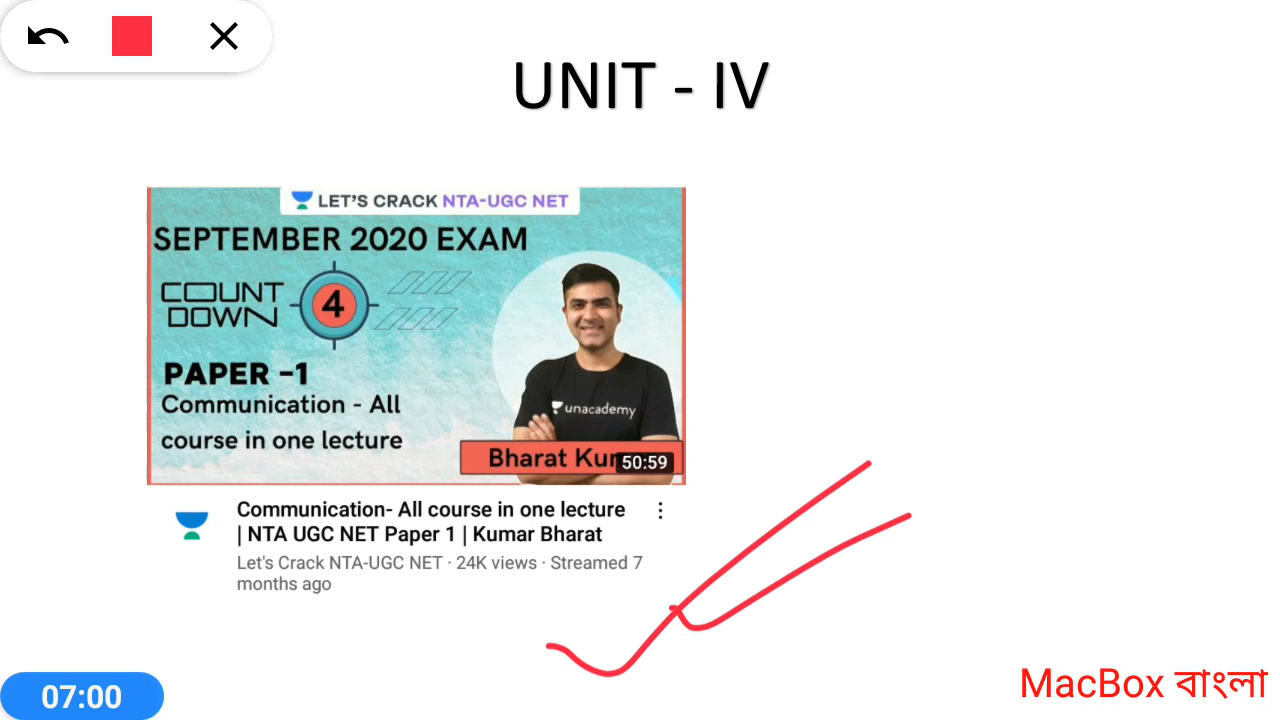 UNIT - IV
LET'S CRACK NTA-UGC NET
SEPTEMBER 2020 EXAM
COUNT
DOWN
4
PAPER -1
Communication - All
course in one lecture
unacademy
Bharat
50:59
Communication- All course in one lecture
| NTA UGC NET Paper 1 | Kumar Bharat
Let's Crack NTA-UGC NET · 24K views · Streamed 7
months ago
07:00
MacBox বাংলা